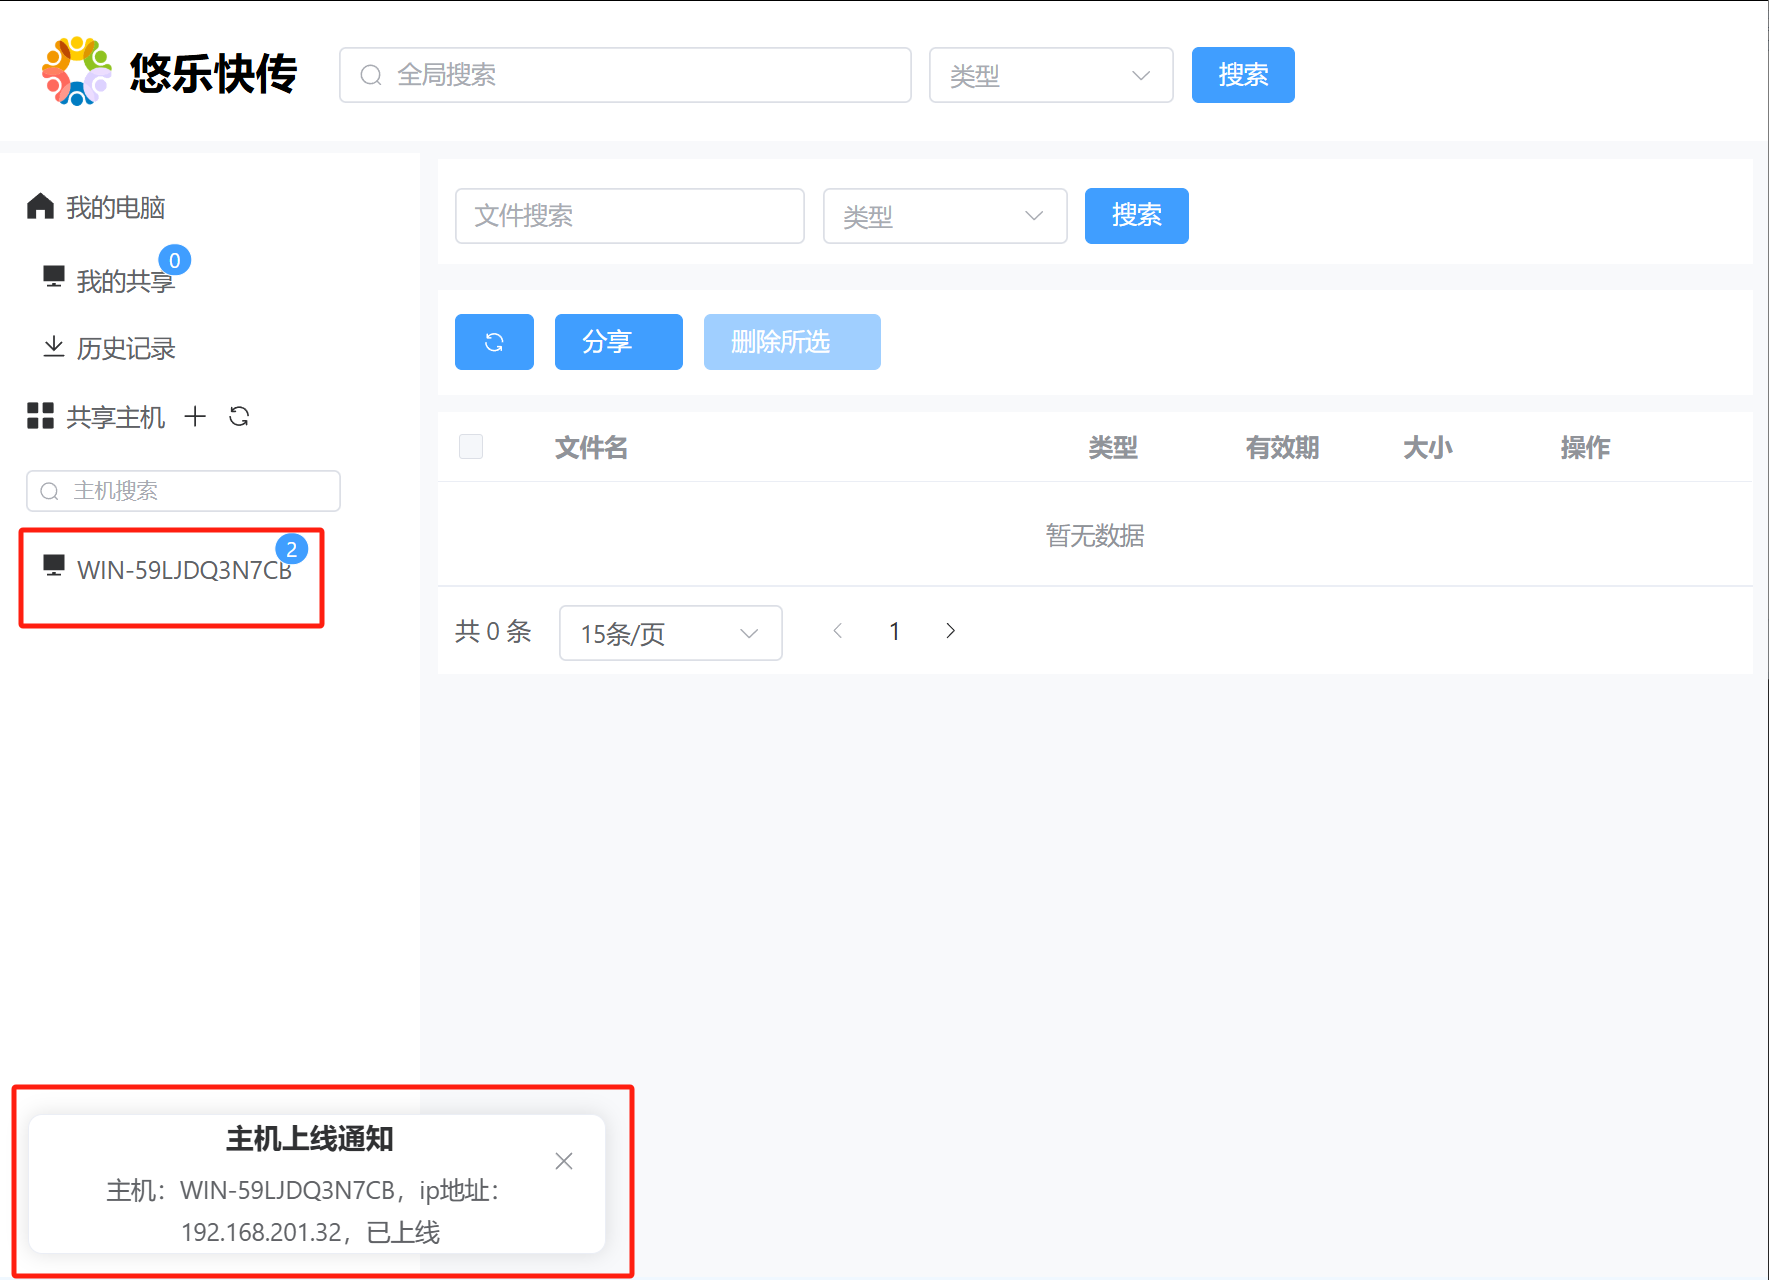 悠乐快传
全局搜索
类型
搜索
我的电脑
我的共享
0
历史记录
共享主机
主机搜索
WIN-59LJDQ3N7CB
2
文件搜索
类型
搜索
分享
删除所选
文件名 类型 有效期 大小 操作
暂无数据
共 0 条
15条/页
1
主机上线通知
主机：WIN-59LJDQ3N7CB，ip地址：
192.168.201.32，已上线